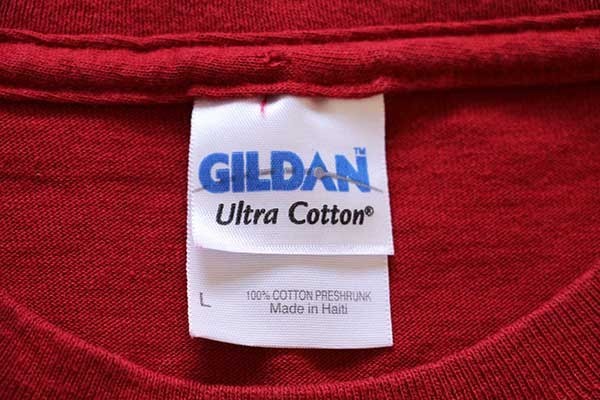 GILDAN™
Ultra Cotton®
L
100% COTTON PRESHRUNK
Made in Haiti